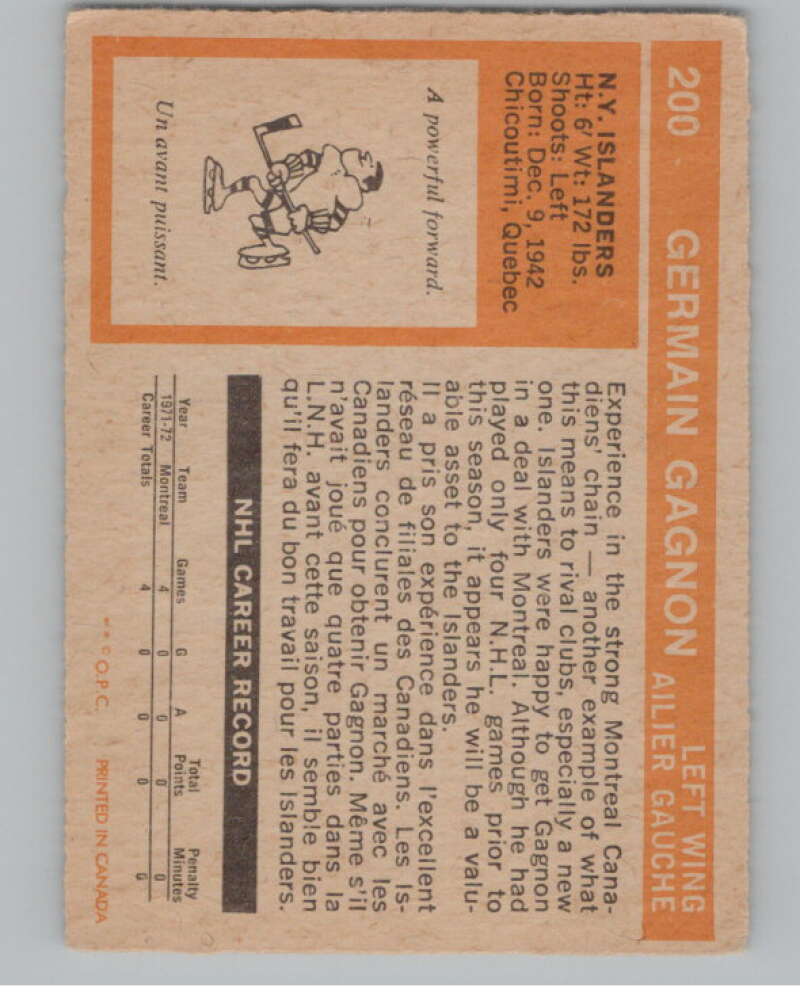 200 GERMAIN GAGNON LEFT WING
AILIER GAUCHE
N.Y. ISLANDERS
Ht: 6' Wt: 172 lbs.
Shoots: Left
Born: Dec. 9, 1942
Chicoutimi, Quebec
A powerful forward.
Un avant puissant.
Experience in the strong Montreal Cana-
diens' chain — another example of what
this means to rival clubs, especially a new
one. Islanders were happy to get Gagnon
in a deal with Montreal. Although he had
played only four N.H.L. games prior to
this season, it appears he will be a valu-
able asset to the Islanders.
Il a pris son expérience dans l'excellent
réseau de filiales des Canadiens. Les Is-
landers conclurent un marché avec les
Canadiens pour obtenir Gagnon. Même s'il
n'avait joué que quatre parties dans la
L.N.H. avant cette saison, il semble bien
qu'il fera du bon travail pour les Islanders.
NHL CAREER RECORD
Year Team Games G A Total Points Penalty Minutes
1971-72 Montreal 4 0 0 0 0
Career Totals 4 0 0 0 0
© O.P.C. PRINTED IN CANADA